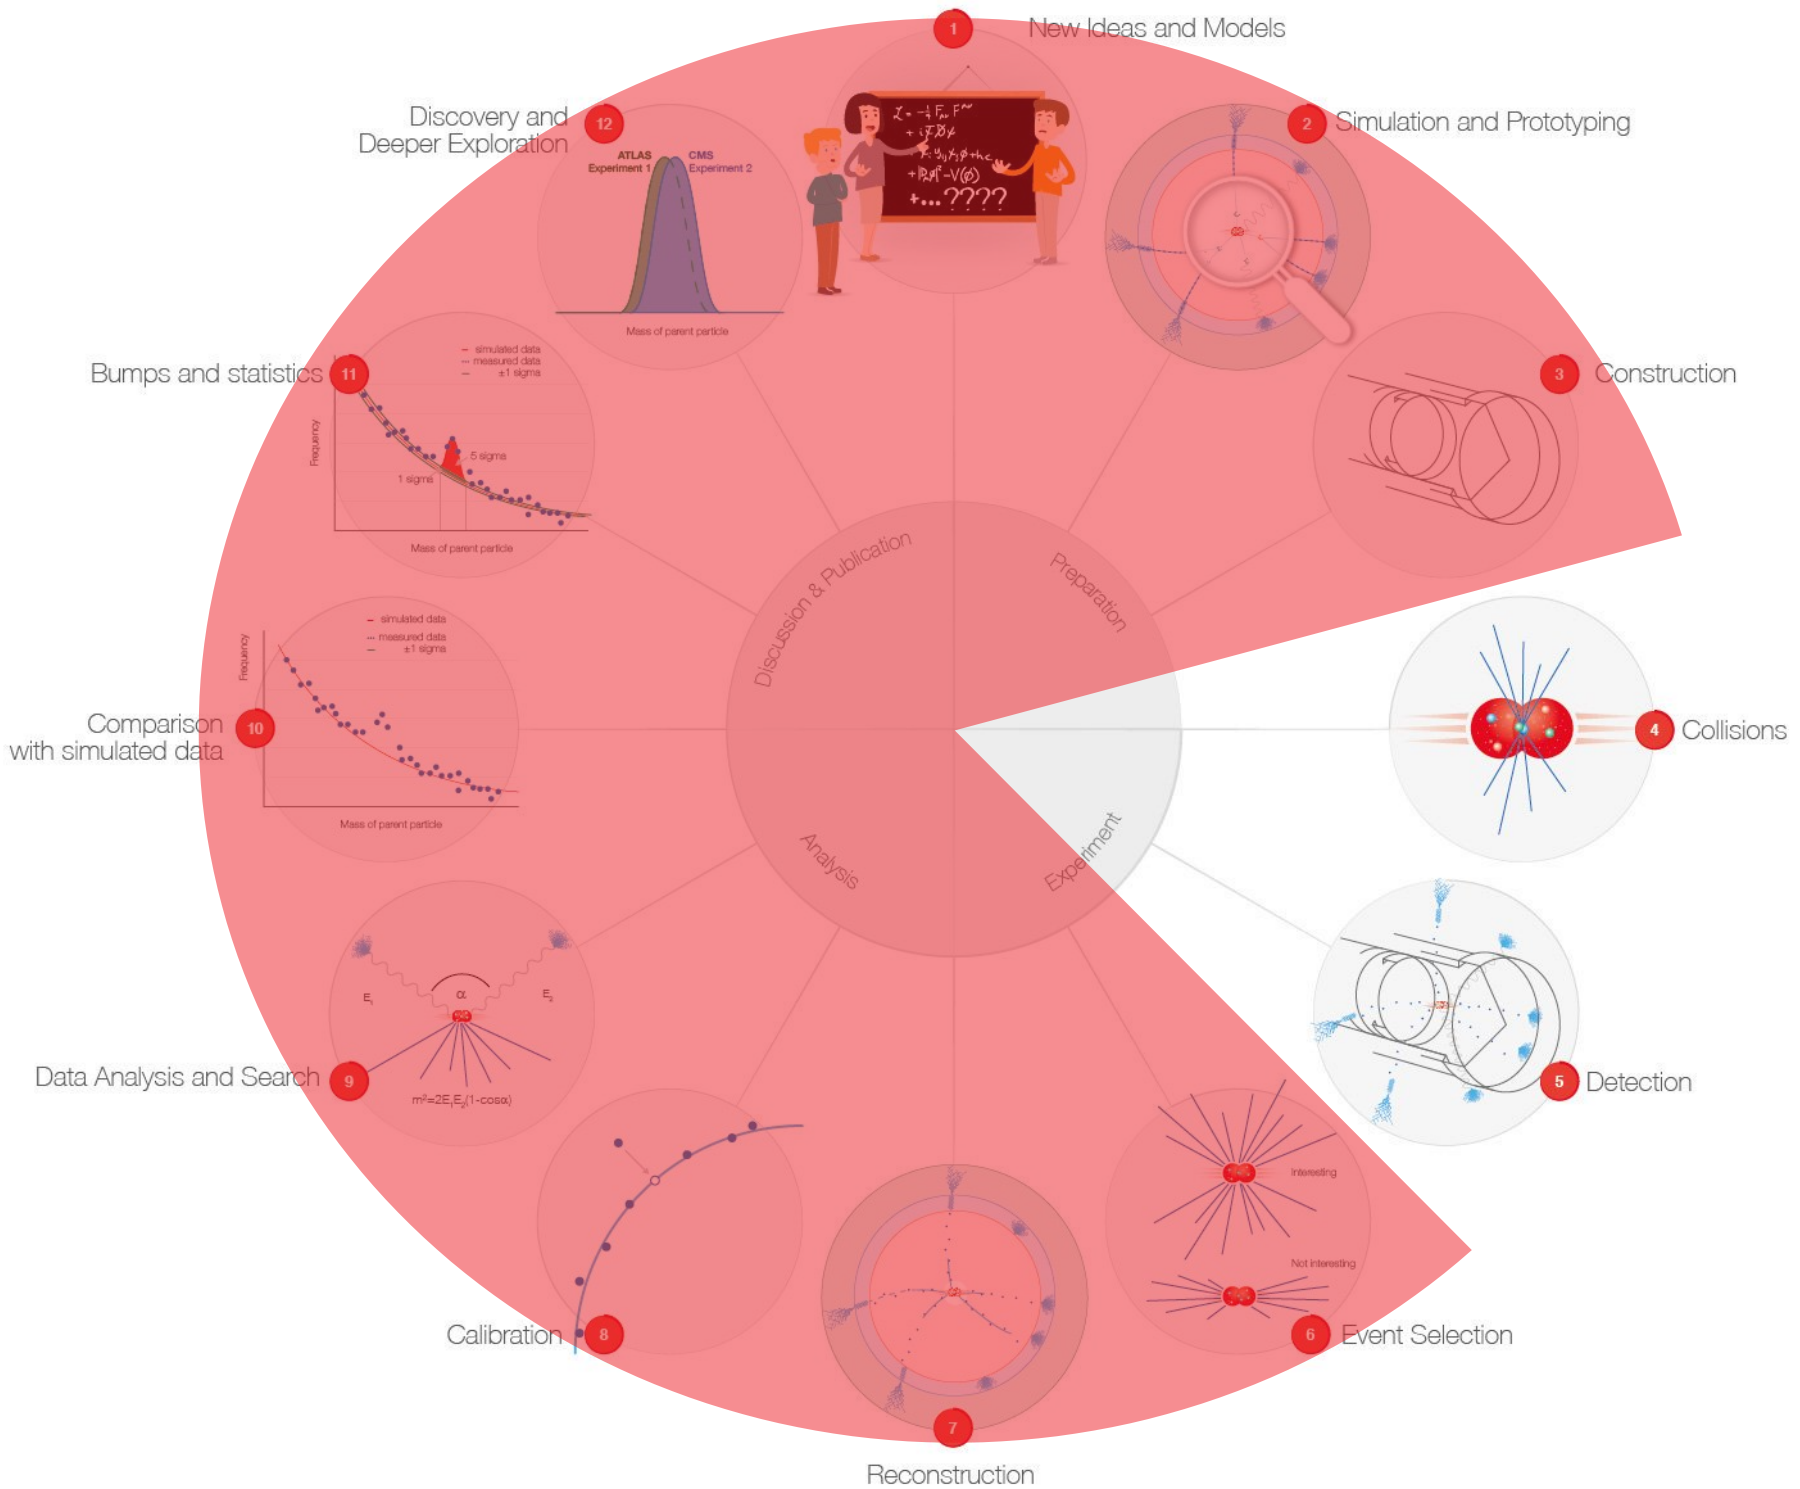 1
New Ideas and Models
2
Simulation and Prototyping
3
Construction
4
Collisions
5
Detection
6
Event Selection
Interesting
Not interesting
7
Reconstruction
8
Calibration
9
Data Analysis and Search
E₁
α
E₂
m²=2E₁E₂(1-cosα)
10
Comparison
with simulated data
simulated data
measured data
±1 sigma
Frequency
Mass of parent particle
11
Bumps and statistics
simulated data
measured data
±1 sigma
Frequency
5 sigma
1 sigma
Mass of parent particle
12
Discovery and
Deeper Exploration
ATLAS
Experiment 1
CMS
Experiment 2
Mass of parent particle
+...????
Discussion & Publication
Preparation
Analysis
Experiment